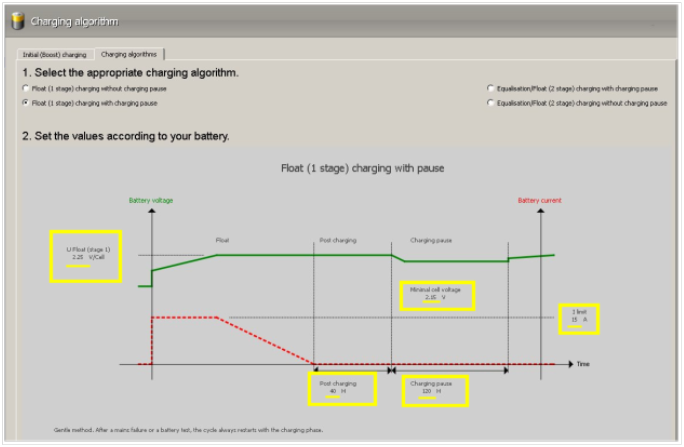 Charging algorithm
Initial (Boost) charging
Charging algorithms
1. Select the appropriate charging algorithm.
Float (1 stage) charging without charging pause
Equalisation/Float (2 stage) charging with charging pause
Float (1 stage) charging with charging pause
Equalisation/Float (2 stage) charging without charging pause
2. Set the values according to your battery.
Float (1 stage) charging with pause
Battery voltage
Battery current
Float
Post charging
Charging pause
U Float (stage 1)
2.25 V/Cell
Minimal cell voltage
2.15 V
I limit
15 A
Time
Post charging
40 H
Charging pause
120 H
Gentle method. After a mains failure or a battery test, the cycle always restarts with the charging phase.